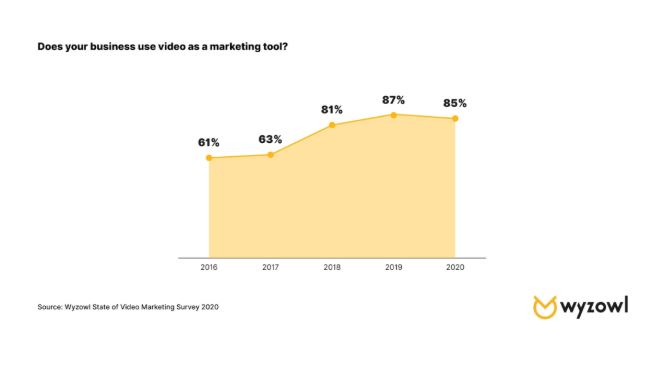 Does your business use video as a marketing tool?
61%
63%
81%
87%
85%
2016 2017 2018 2019 2020
Source: Wyzowl State of Video Marketing Survey 2020
wyzowl